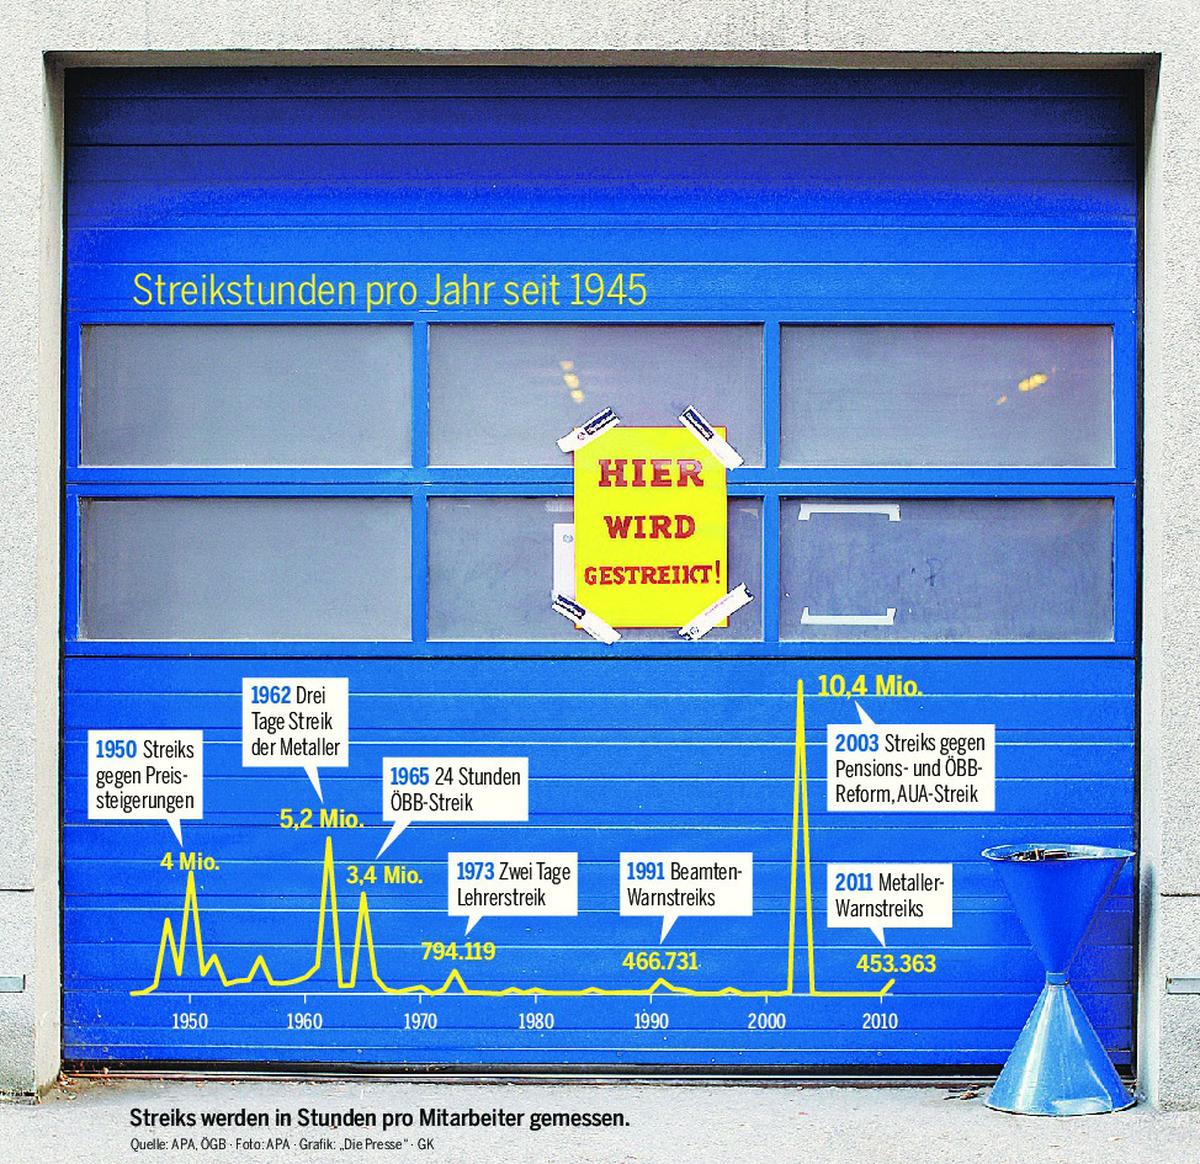 Streikstunden pro Jahr seit 1945
HIER
WIRD
GESTREIKT!
1950 Streiks
gegen Preis-
steigerungen
4 Mio.
1962 Drei
Tage Streik
der Metaller
5,2 Mio.
1965 24 Stunden
ÖBB-Streik
3,4 Mio.
1973 Zwei Tage
Lehrerstreik
794.119
1991 Beamten-
Warnstreiks
466.731
10,4 Mio.
2003 Streiks gegen
Pensions- und ÖBB-
Reform, AUA-Streik
2011 Metaller-
Warnstreiks
453.363
1950 1960 1970 1980 1990 2000 2010
Streiks werden in Stunden pro Mitarbeiter gemessen.
Quelle: APA, ÖGB · Foto: APA · Grafik: „Die Presse“ · GK